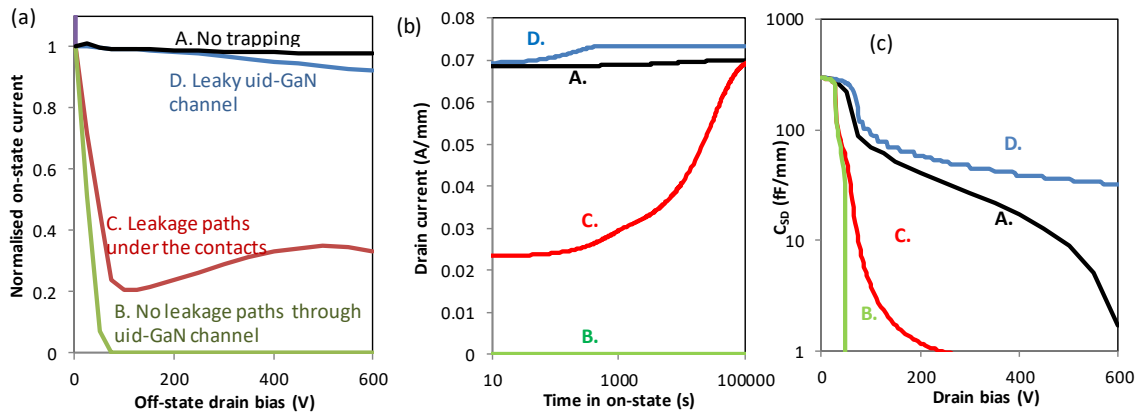 (a)
A. No trapping
D. Leaky uid-GaN
channel
C. Leakage paths
under the contacts
B. No leakage paths through
uid-GaN channel
Normalised on-state current
1
0.8
0.6
0.4
0.2
0
0
200
400
600
Off-state drain bias (V)
(b)
D.
A.
C.
B.
Drain current (A/mm)
0.08
0.07
0.06
0.05
0.04
0.03
0.02
0.01
0
10
1000
100000
Time in on-state (s)
(c)
D.
A.
C.
B.
CSD (fF/mm)
1000
100
10
1
0
200
400
600
Drain bias (V)